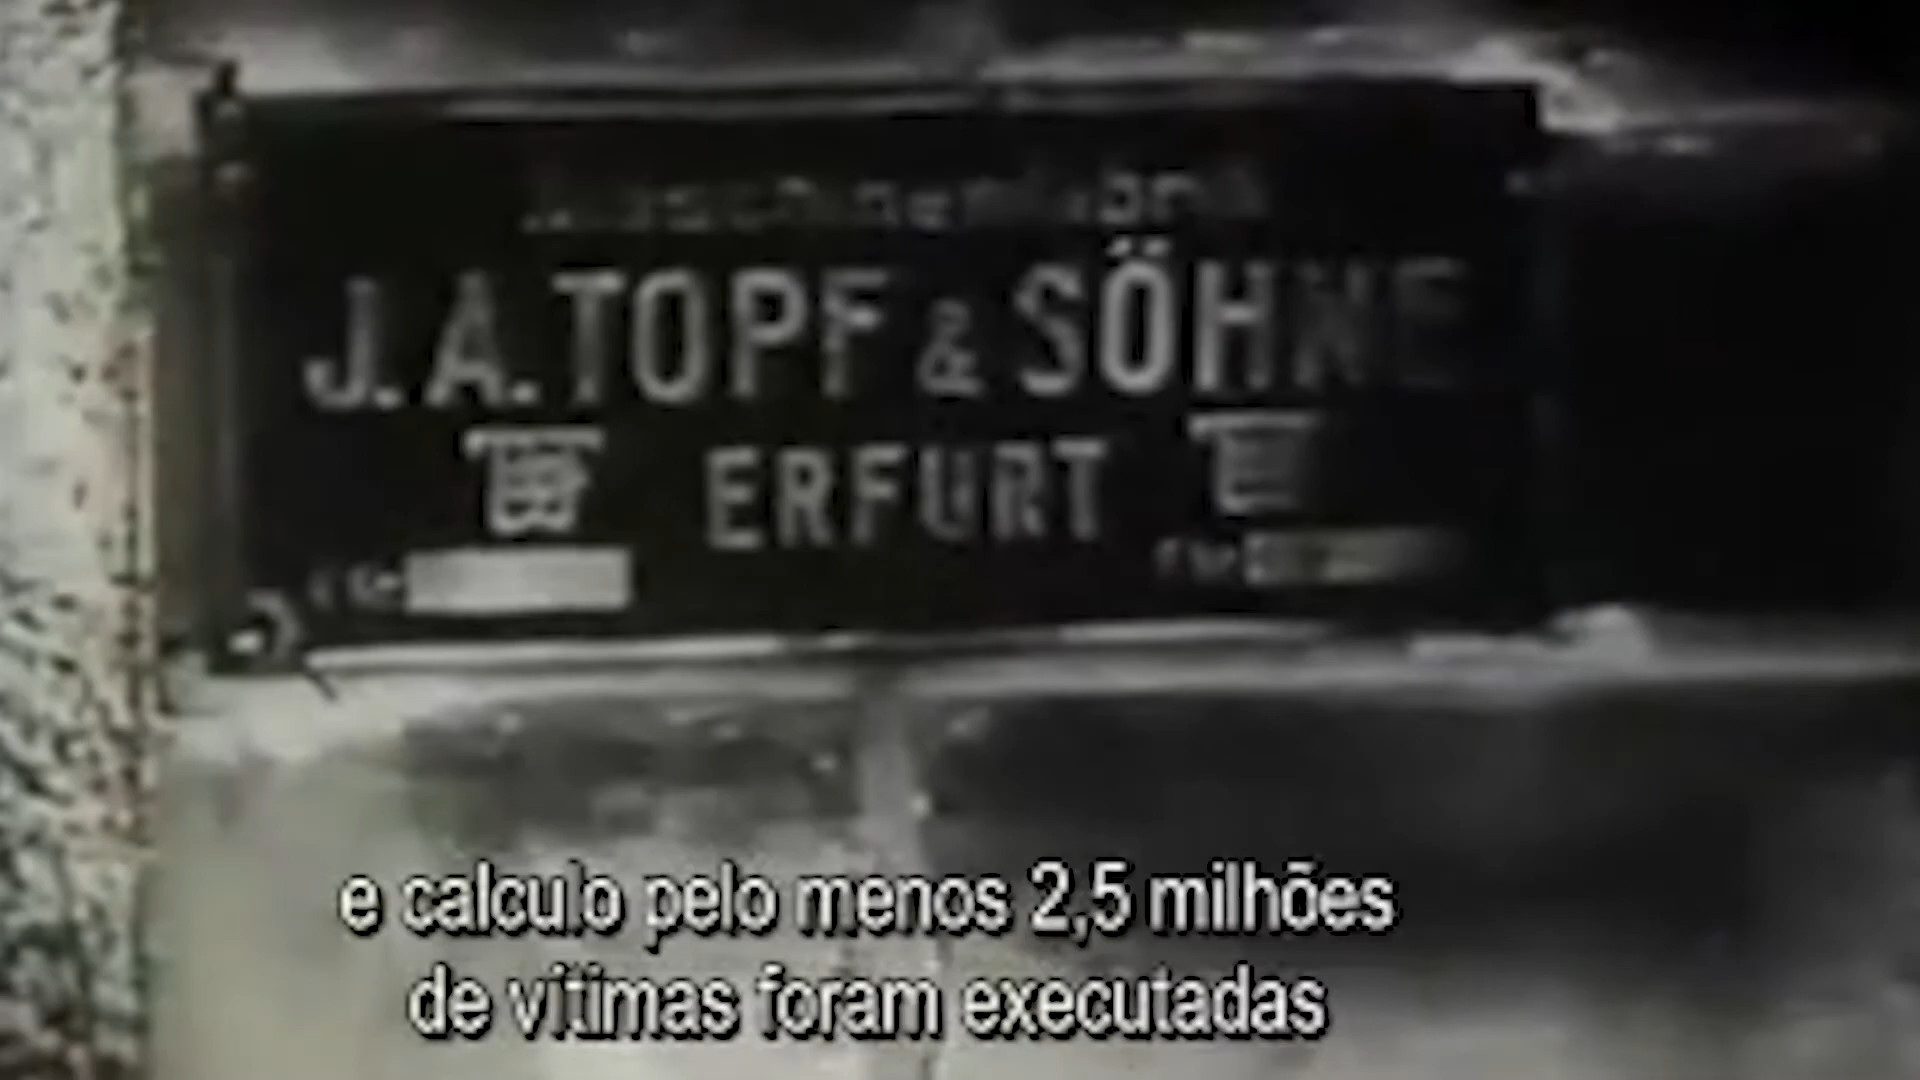 J.A. TOPF & SÖHNE
ERFURT
e calculo pelo menos 2,5 milhões
de vítimas foram executadas